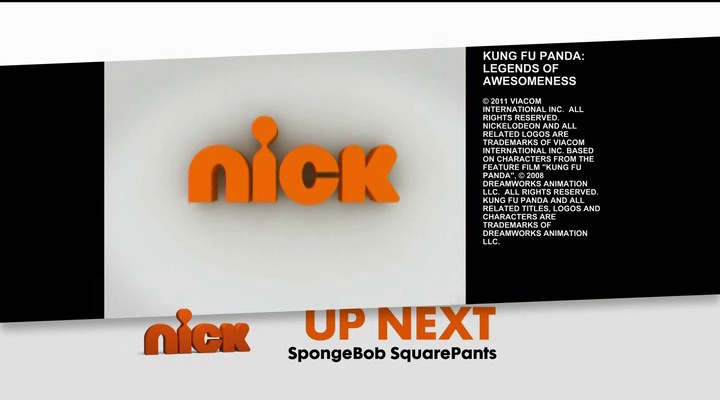 nick
KUNG FU PANDA:
LEGENDS OF
AWESOMENESS
© 2011 VIACOM
INTERNATIONAL INC. ALL
RIGHTS RESERVED.
NICKELODEON AND ALL
RELATED LOGOS ARE
TRADEMARKS OF VIACOM
INTERNATIONAL INC. BASED
ON CHARACTERS FROM THE
FEATURE FILM "KUNG FU
PANDA", © 2008
DREAMWORKS ANIMATION
LLC. ALL RIGHTS RESERVED.
KUNG FU PANDA AND ALL
RELATED TITLES, LOGOS AND
CHARACTERS ARE
TRADEMARKS OF
DREAMWORKS ANIMATION
LLC.
nick
UP NEXT
SpongeBob SquarePants